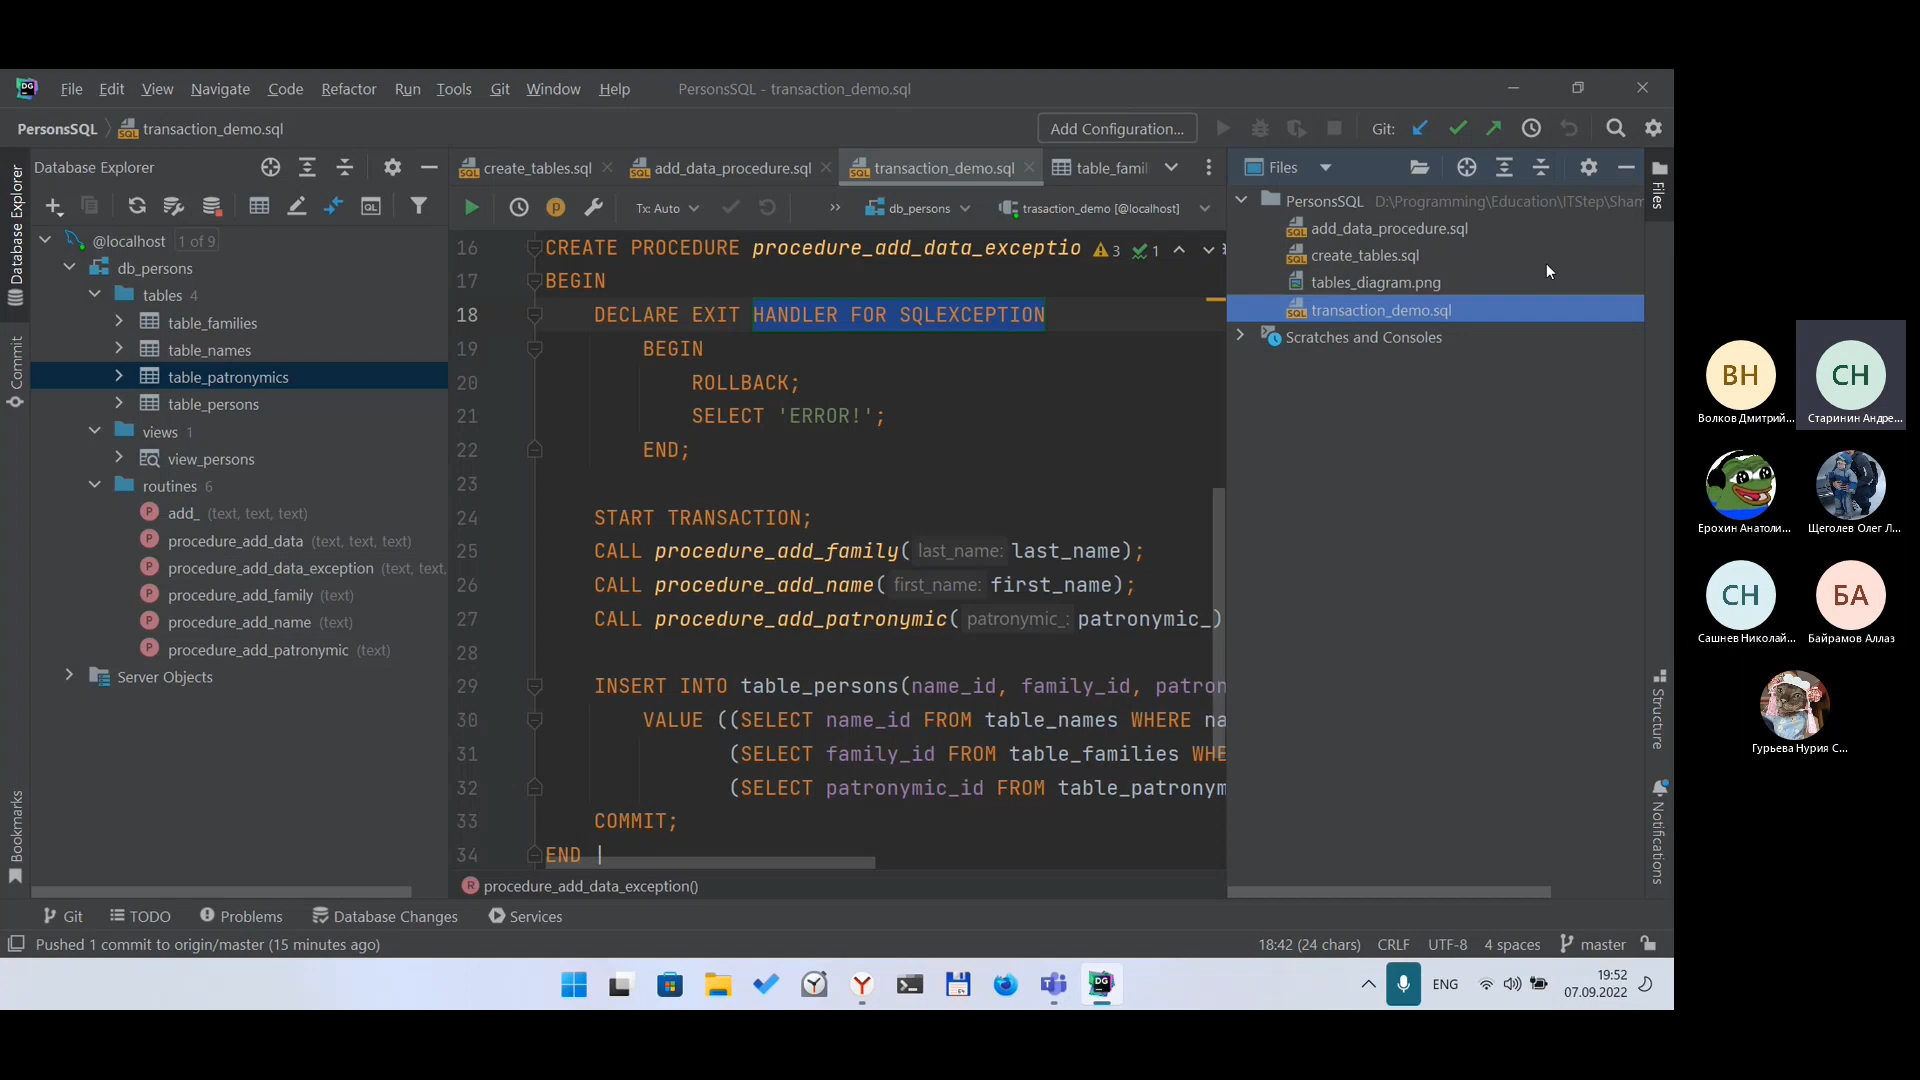 DG
File Edit View Navigate Code Refactor Run Tools Git Window Help PersonsSQL - transaction_demo.sql
PersonsSQL transaction_demo.sql Add Configuration... Git:
Database Explorer
create_tables.sql add_data_procedure.sql transaction_demo.sql table_famil
Files
Tx: Auto db_persons trasaction_demo [@localhost]
@localhost 1 of 9
db_persons
tables 4
table_families
table_names
table_patronymics
table_persons
views 1
view_persons
routines 6
add_ (text, text, text)
procedure_add_data (text, text, text)
procedure_add_data_exception (text, text,
procedure_add_family (text)
procedure_add_name (text)
procedure_add_patronymic (text)
Server Objects
16 CREATE PROCEDURE procedure_add_data_exceptio 3 1
17 BEGIN
18 DECLARE EXIT HANDLER FOR SQLEXCEPTION
19 BEGIN
20 ROLLBACK;
21 SELECT 'ERROR!';
22 END;
23
24 START TRANSACTION;
25 CALL procedure_add_family( last_name: last_name);
26 CALL procedure_add_name( first_name: first_name);
27 CALL procedure_add_patronymic( patronymic_: patronymic_)
28
29 INSERT INTO table_persons(name_id, family_id, patron
30 VALUE ((SELECT name_id FROM table_names WHERE na
31 (SELECT family_id FROM table_families WHE
32 (SELECT patronymic_id FROM table_patronym
33 COMMIT;
34 END |
procedure_add_data_exception()
PersonsSQL D:\Programming\Education\ITStep\Sham
add_data_procedure.sql
create_tables.sql
tables_diagram.png
transaction_demo.sql
Scratches and Consoles
Database Explorer
Commit
Bookmarks
Files
Structure
Notifications
Git TODO Problems Database Changes Services
Pushed 1 commit to origin/master (15 minutes ago) 18:42 (24 chars) CRLF UTF-8 4 spaces master
ENG 19:52
07.09.2022
ВН СН
Волков Дмитрий... Старинин Андре...
Ерохин Анатоли... Щеголев Олег Л...
СН БА
Сашнев Николай... Байрамов Аллаз
Гурьева Нурия С...